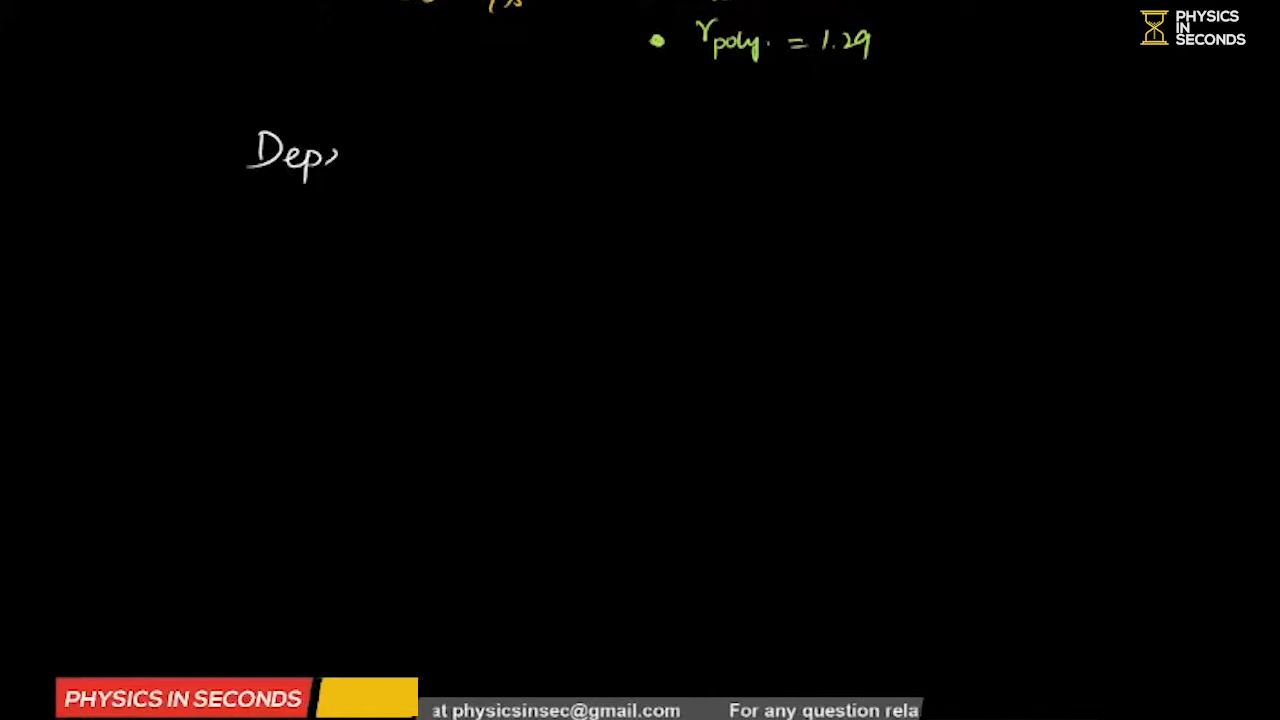 • γpoly. = 1.29
PHYSICS
IN
SECONDS
Dep
PHYSICS IN SECONDS
at physicsinsec@gmail.com For any question rela